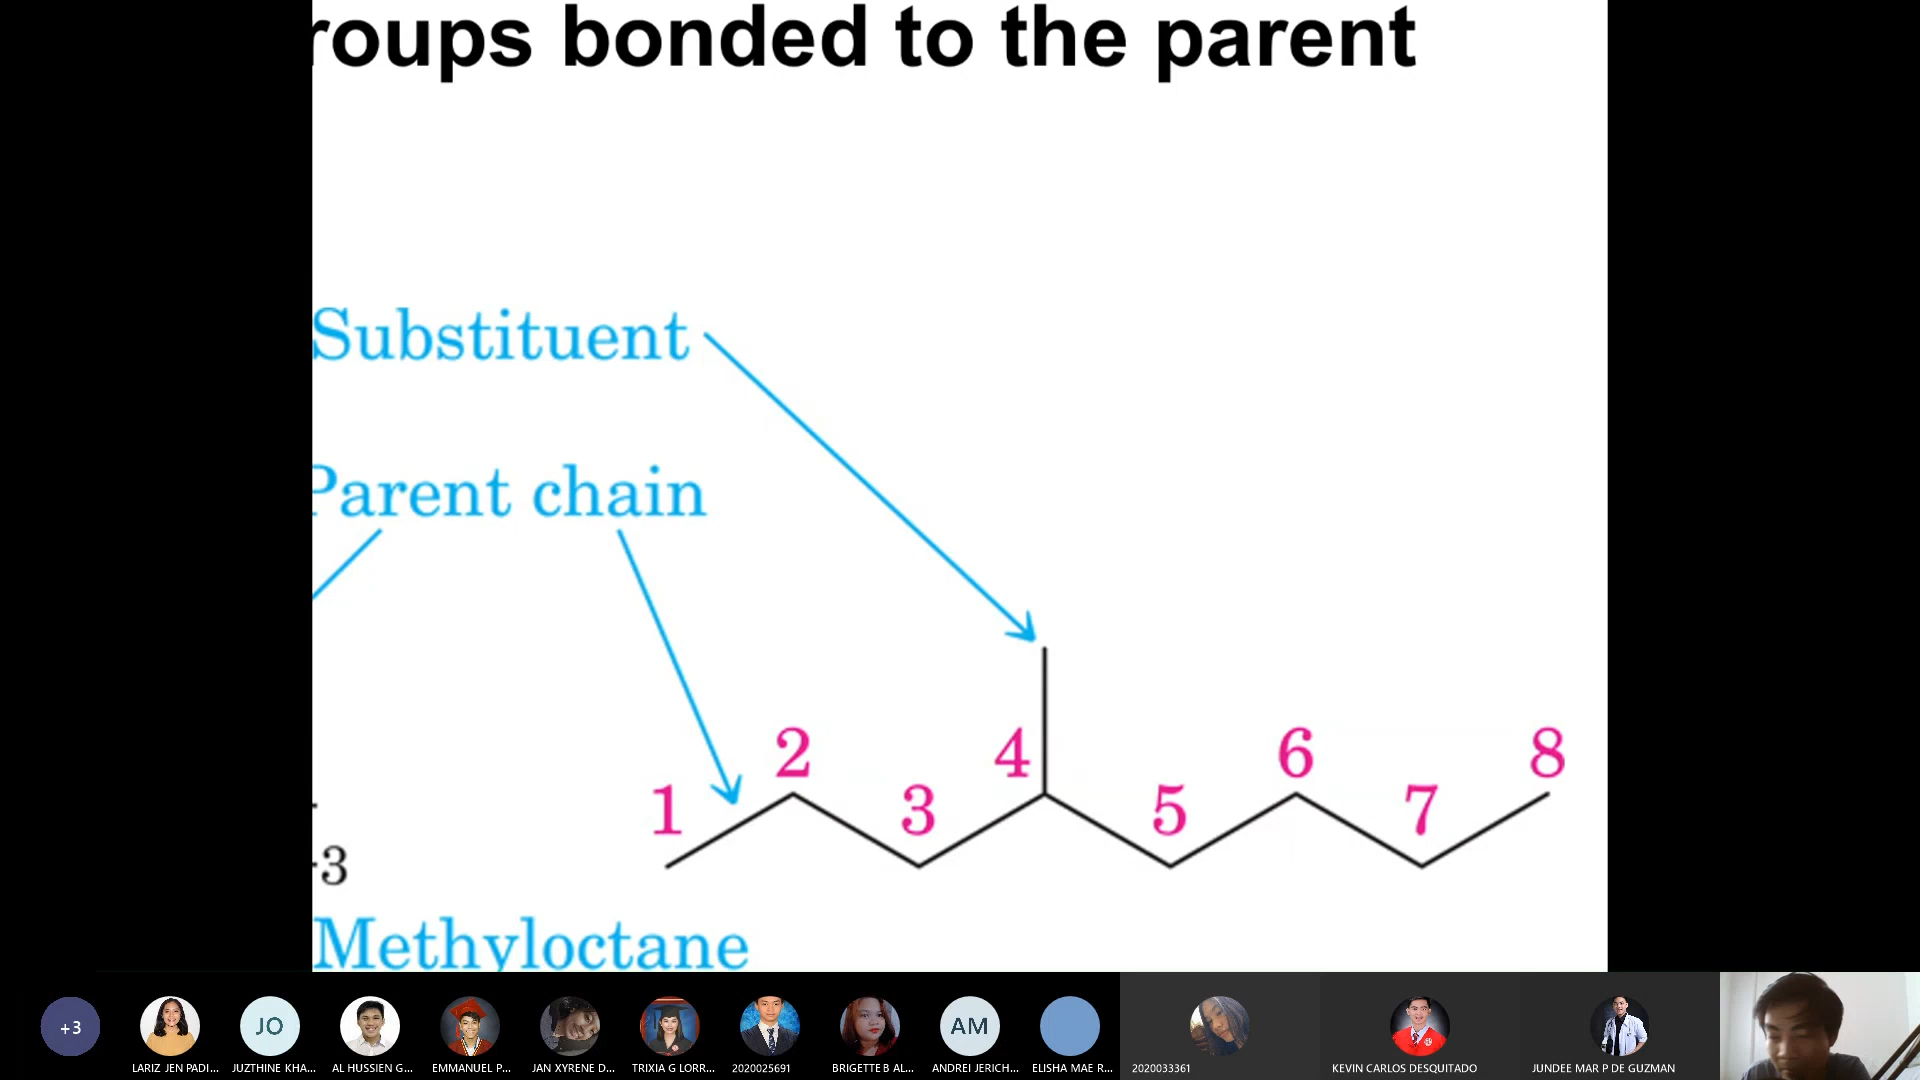 roups bonded to the parent
Substituent
Parent chain
1 2 3 4 5 6 7 8
3
Methyloctane
+3
JO
AM
LARIZ JEN PADI...
JUZTHINE KHA...
AL HUSSIEN G...
EMMANUEL P...
JAN XYRENE D...
TRIXIA G LORR...
2020025691
BRIGETTE B AL...
ANDREI JERICH...
ELISHA MAE R...
2020033361
KEVIN CARLOS DESQUITADO
JUNDEE MAR P DE GUZMAN